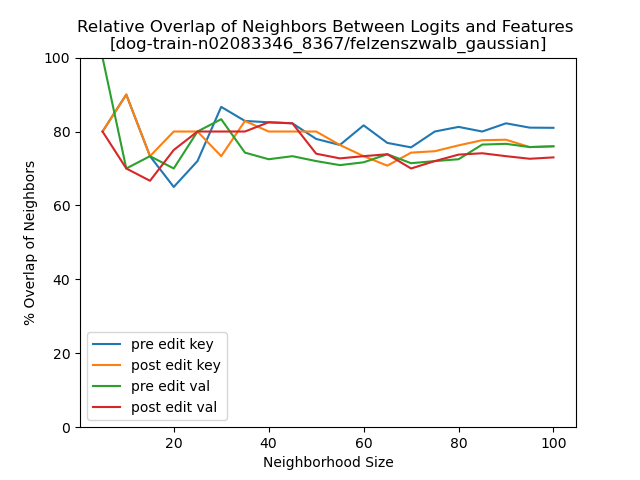 Relative Overlap of Neighbors Between Logits and Features
[dog-train-n02083346_8367/felzenszwalb_gaussian]
100
80
60
40
20
0
% Overlap of Neighbors
pre edit key
post edit key
pre edit val
post edit val
20 40 60 80 100
Neighborhood Size